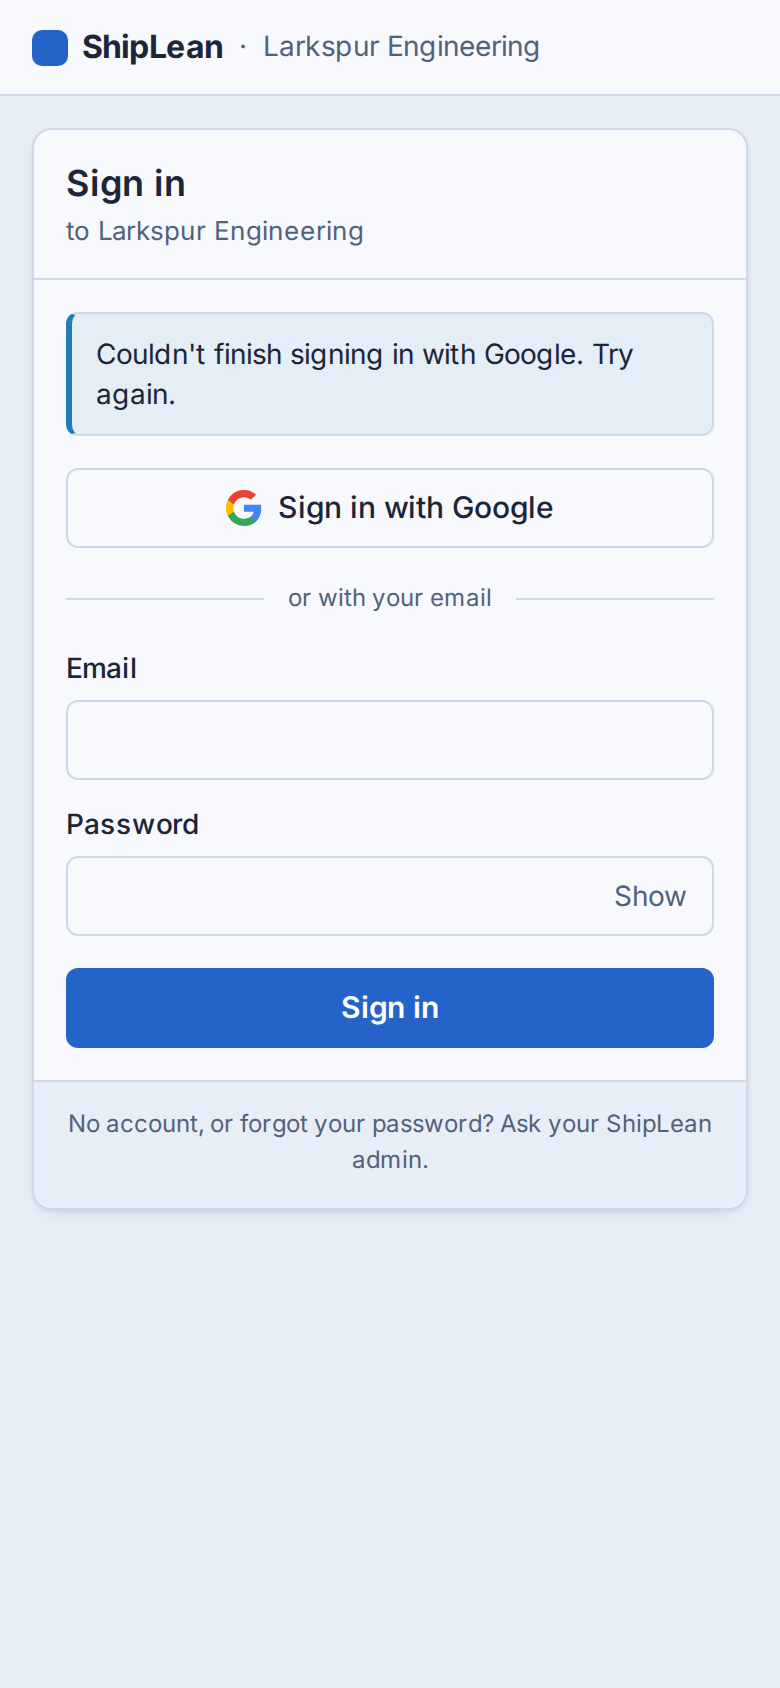 ShipLean · Larkspur Engineering
Sign in
to Larkspur Engineering
Couldn't finish signing in with Google. Try
again.
Sign in with Google
or with your email
Email
Password
Show
Sign in
No account, or forgot your password? Ask your ShipLean
admin.